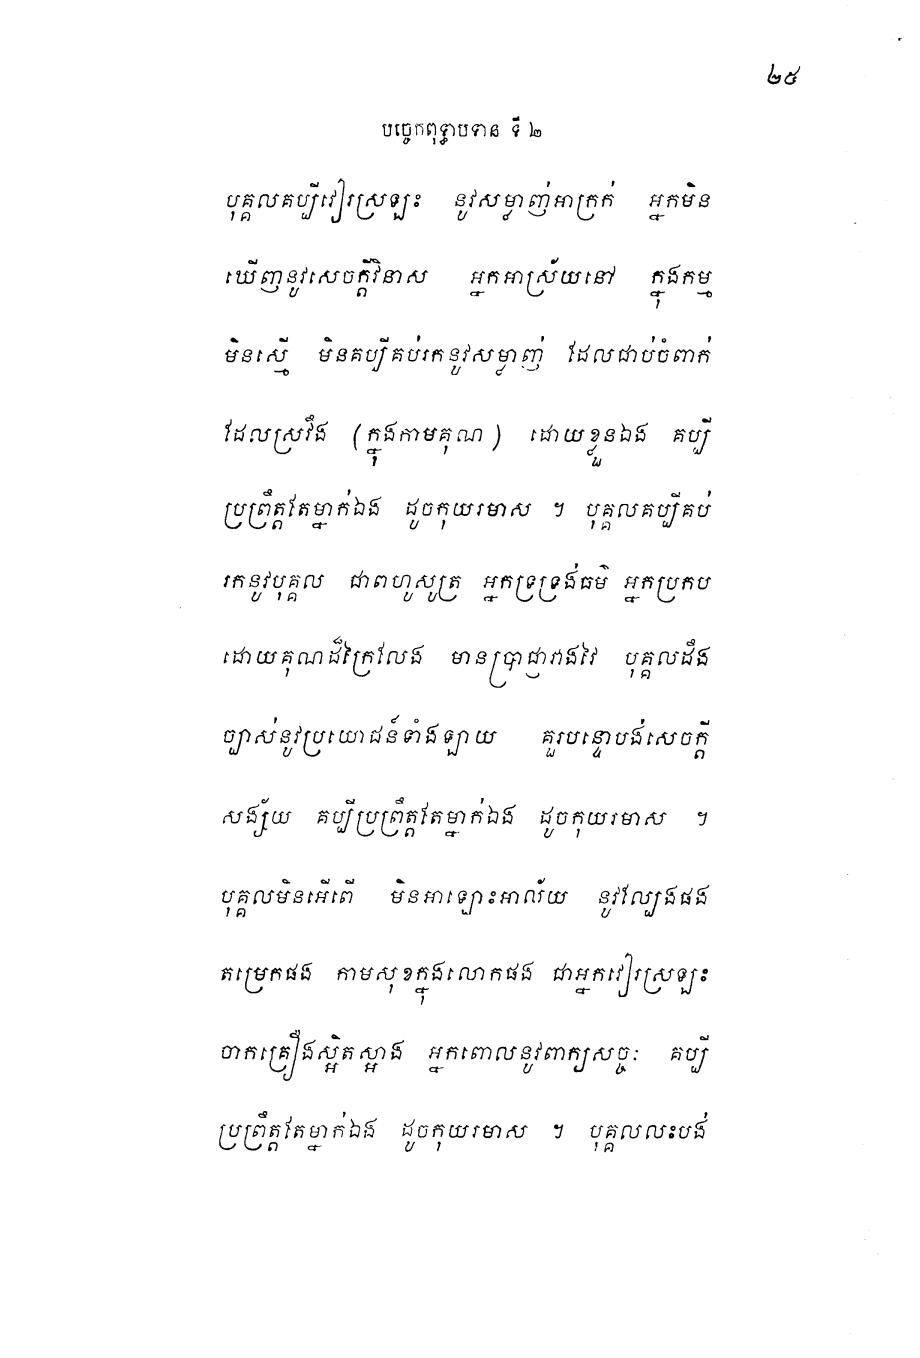 ២៥
បច្ចេកពុទ្ធាបទាន ទី ២
បុគ្គលគប្បីវៀរស្រឡះ នូវសម្លាញ់អាក្រក់ អ្នកមិន
ឃើញនូវសេចក្តីវិនាស អ្នកអាស្រ័យនៅ ក្នុងកម្ម
មិនស្មើ មិនគប្បីគប់រកនូវសម្លាញ់ ដែលជាប់ចំពាក់
ដែលស្រវឹង (ក្នុងកាមគុណ) ដោយខ្លួនឯង គប្បី
ប្រព្រឹត្តតែម្នាក់ឯង ដូចកុយរមាស ។ បុគ្គលគប្បីគប់
រកនូវបុគ្គល ជាពហូសូត្រ អ្នកទ្រទ្រង់ធម៌ អ្នកប្រកប
ដោយគុណដ៏ក្រៃលែង មានប្រាជ្ញាវាងវៃ បុគ្គលដឹង
ច្បាស់នូវប្រយោជន៍ទាំងឡាយ គួរបន្ទោបង់សេចក្តី
សង្ស័យ គប្បីប្រព្រឹត្តតែម្នាក់ឯង ដូចកុយរមាស ។
បុគ្គលមិនអើពើ មិនអាឡោះអាល័យ នូវល្បែងផង
តម្រេកផង កាមសុខក្នុងលោកផង ជាអ្នកវៀរស្រឡះ
ចាកគ្រឿងស្អិតស្អាង អ្នកពោលនូវពាក្យសច្ចៈ គប្បី
ប្រព្រឹត្តតែម្នាក់ឯង ដូចកុយរមាស ។ បុគ្គលលះបង់